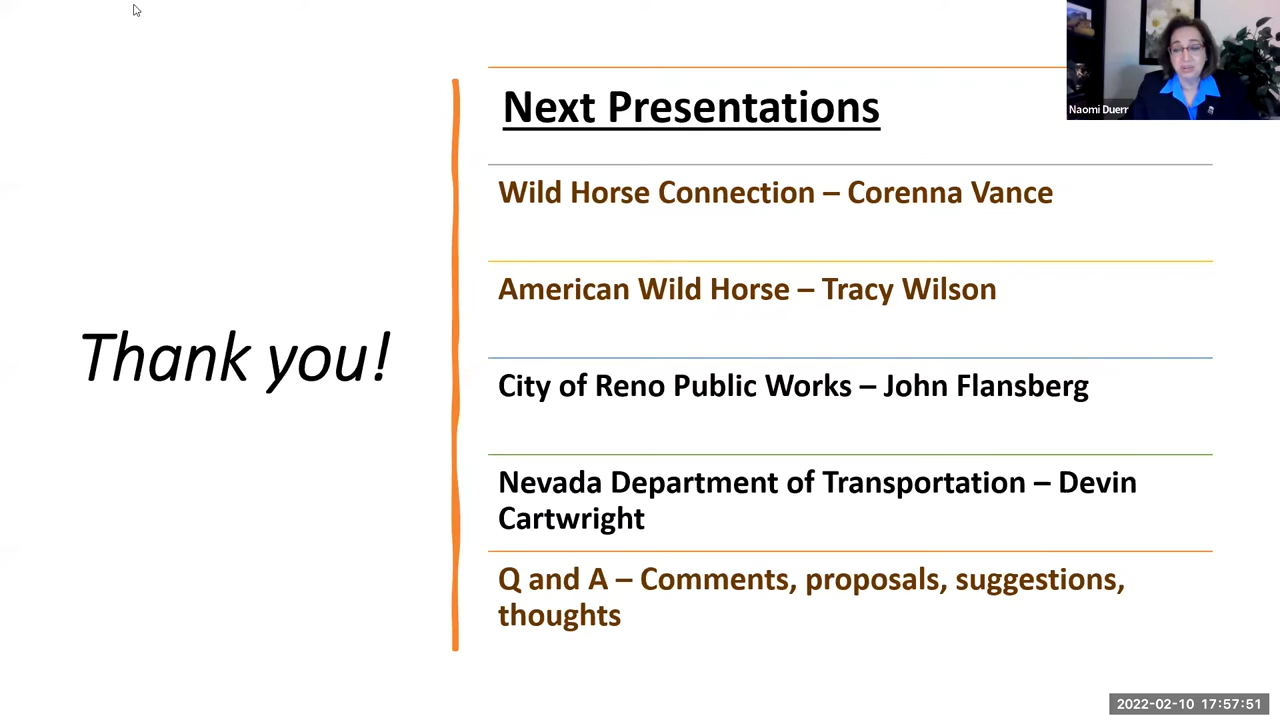 Next Presentations
Naomi Duerr
Wild Horse Connection – Corenna Vance
American Wild Horse – Tracy Wilson
Thank you!
City of Reno Public Works – John Flansberg
Nevada Department of Transportation – Devin
Cartwright
Q and A – Comments, proposals, suggestions,
thoughts
2022-02-10 17:57:51